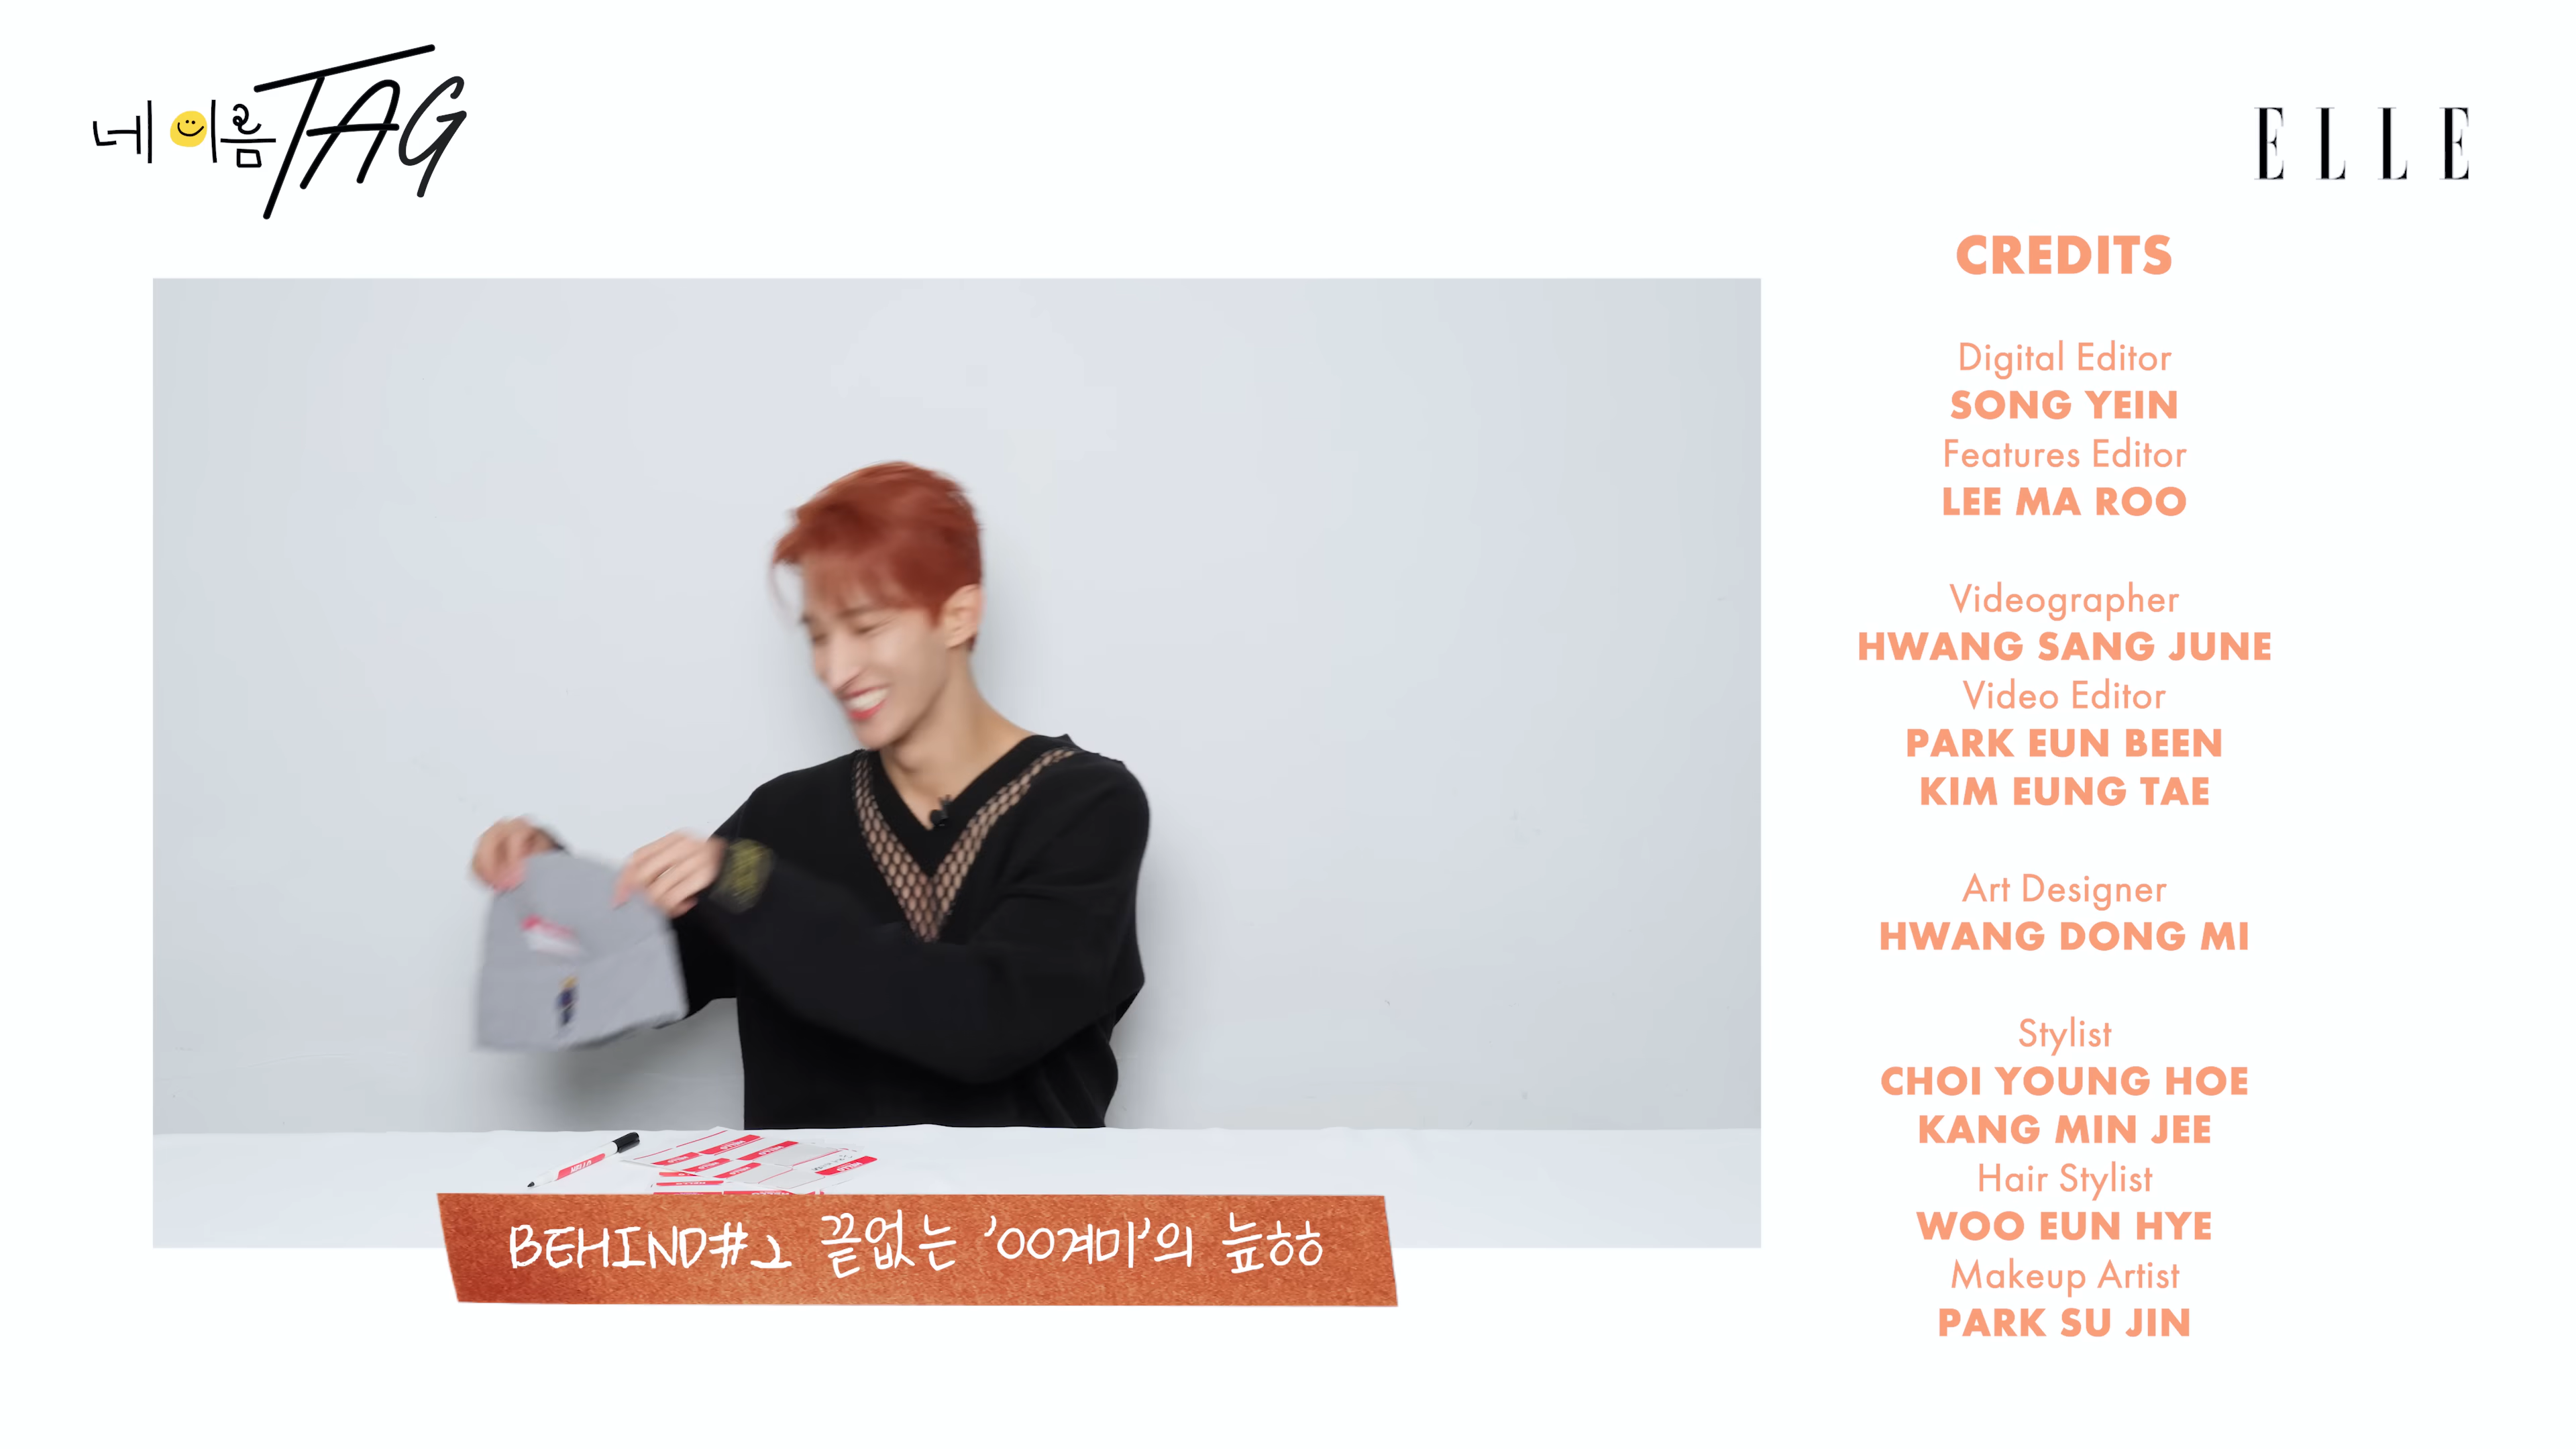 네 이름 TAG
ELLE
CREDITS
Digital Editor
SONG YEIN
Features Editor
LEE MA ROO
Videographer
HWANG SANG JUNE
Video Editor
PARK EUN BEEN
KIM EUNG TAE
Art Designer
HWANG DONG MI
Stylist
CHOI YOUNG HOE
KANG MIN JEE
Hair Stylist
WOO EUN HYE
Makeup Artist
PARK SU JIN
HELLO
BEHIND#2 끝없는 'OO계미'의 늪ㅎㅎ